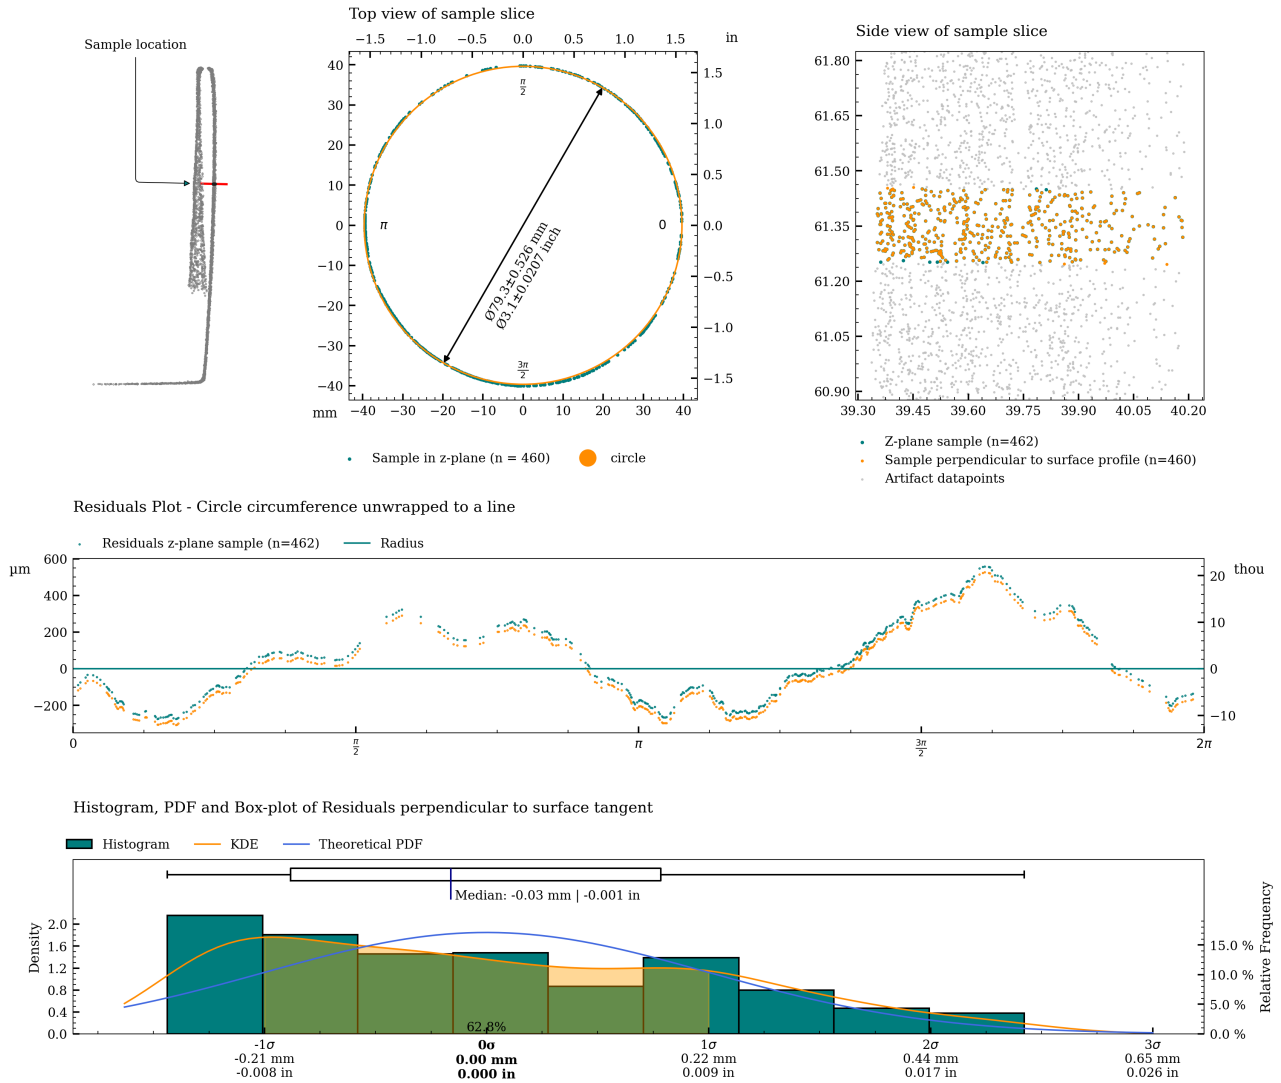 Sample location
Top view of sample slice
−1.5 −1.0 −0.5 0.0 0.5 1.0 1.5 in
40
30
20
10
0
−10
−20
−30
−40
1.5
1.0
0.5
0.0
−0.5
−1.0
−1.5
π/2
π
0
3π/2
Ø79.3±0.526 mm
Ø3.1±0.0207 inch
mm −40 −30 −20 −10 0 10 20 30 40
Sample in z-plane (n = 460) circle
Side view of sample slice
61.80
61.65
61.50
61.35
61.20
61.05
60.90
39.30 39.45 39.60 39.75 39.90 40.05 40.20
Z-plane sample (n=462)
Sample perpendicular to surface profile (n=460)
Artifact datapoints
Residuals Plot - Circle circumference unwrapped to a line
Residuals z-plane sample (n=462) Radius
µm
600
400
200
0
−200
thou
20
10
0
−10
0 π/2 π 3π/2 2π
Histogram, PDF and Box-plot of Residuals perpendicular to surface tangent
Histogram KDE Theoretical PDF
Median: -0.03 mm | -0.001 in
Density
2.0
1.6
1.2
0.8
0.4
0.0
Relative Frequency
15.0 %
10.0 %
5.0 %
0.0 %
62.8%
-1σ 0σ 1σ 2σ 3σ
-0.21 mm 0.00 mm 0.22 mm 0.44 mm 0.65 mm
-0.008 in 0.000 in 0.009 in 0.017 in 0.026 in